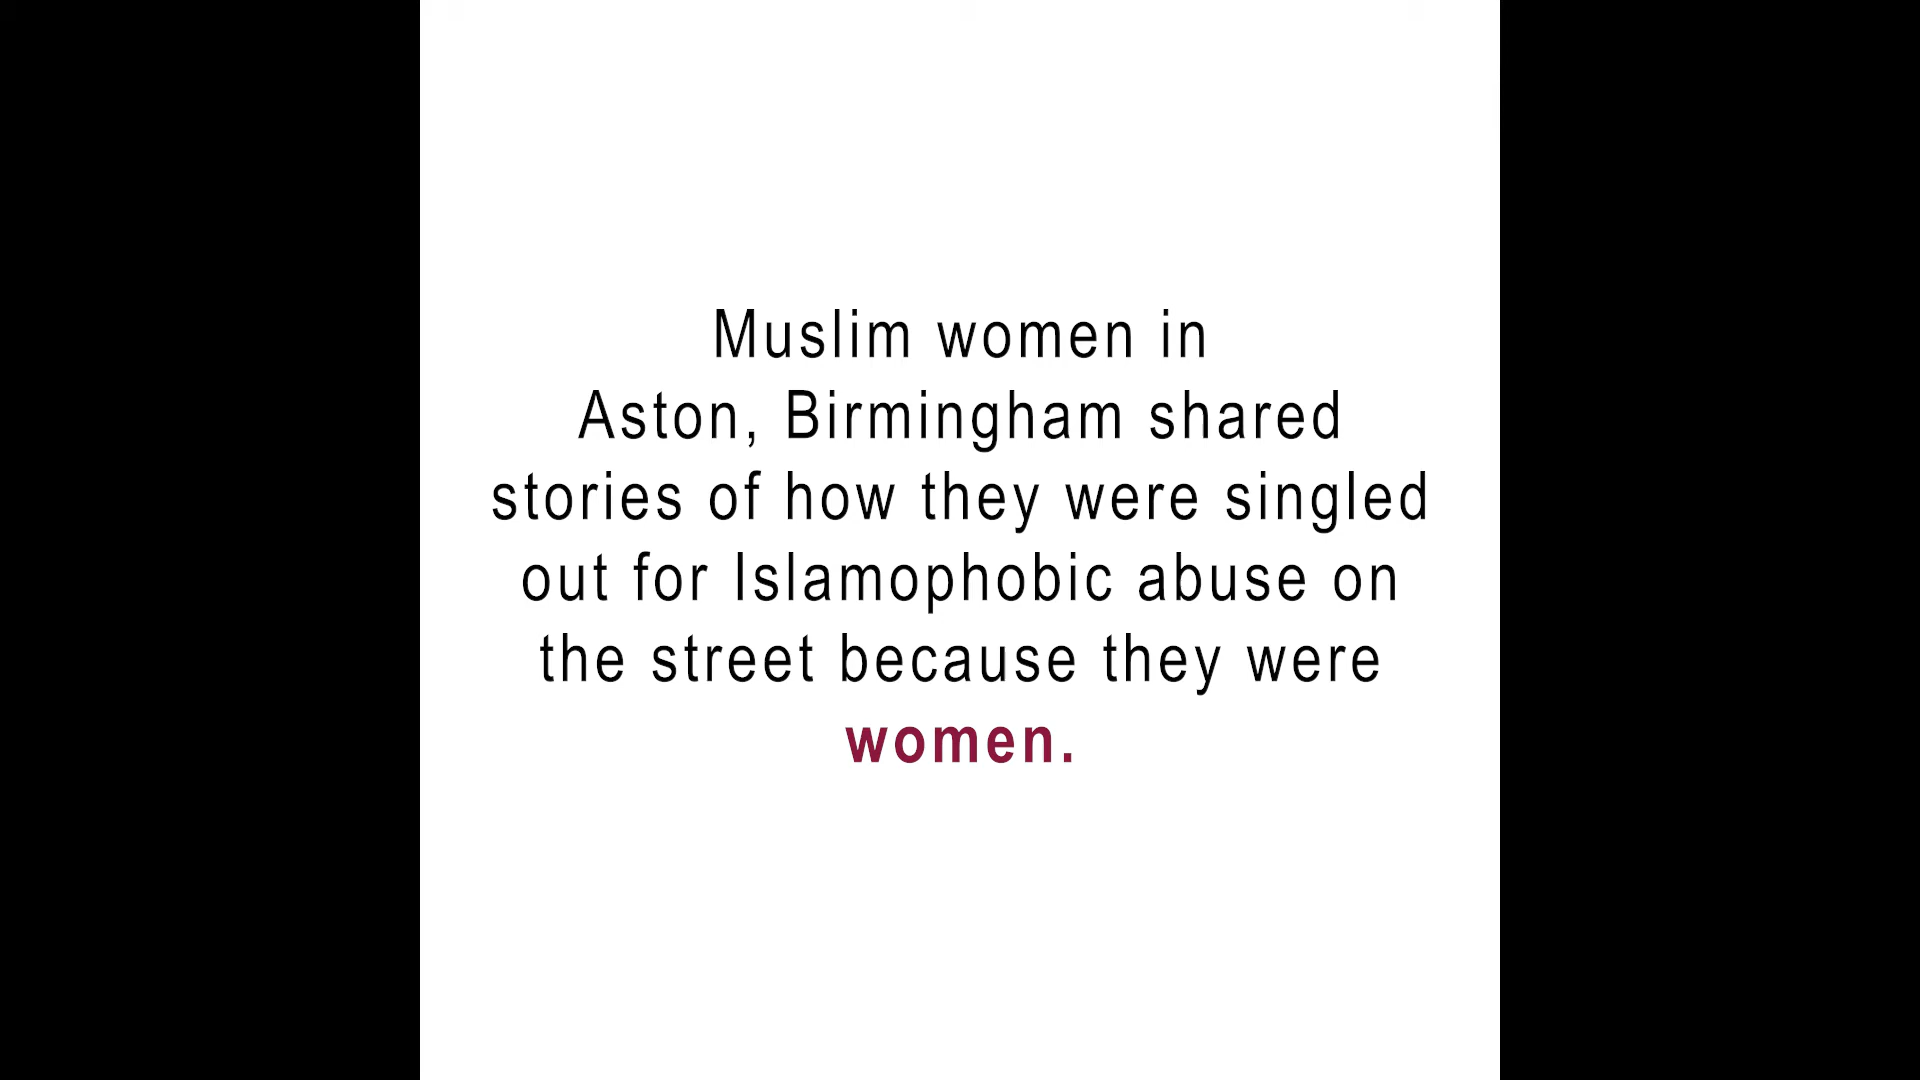 Muslim women in
Aston, Birmingham shared
stories of how they were singled
out for Islamophobic abuse on
the street because they were
women.